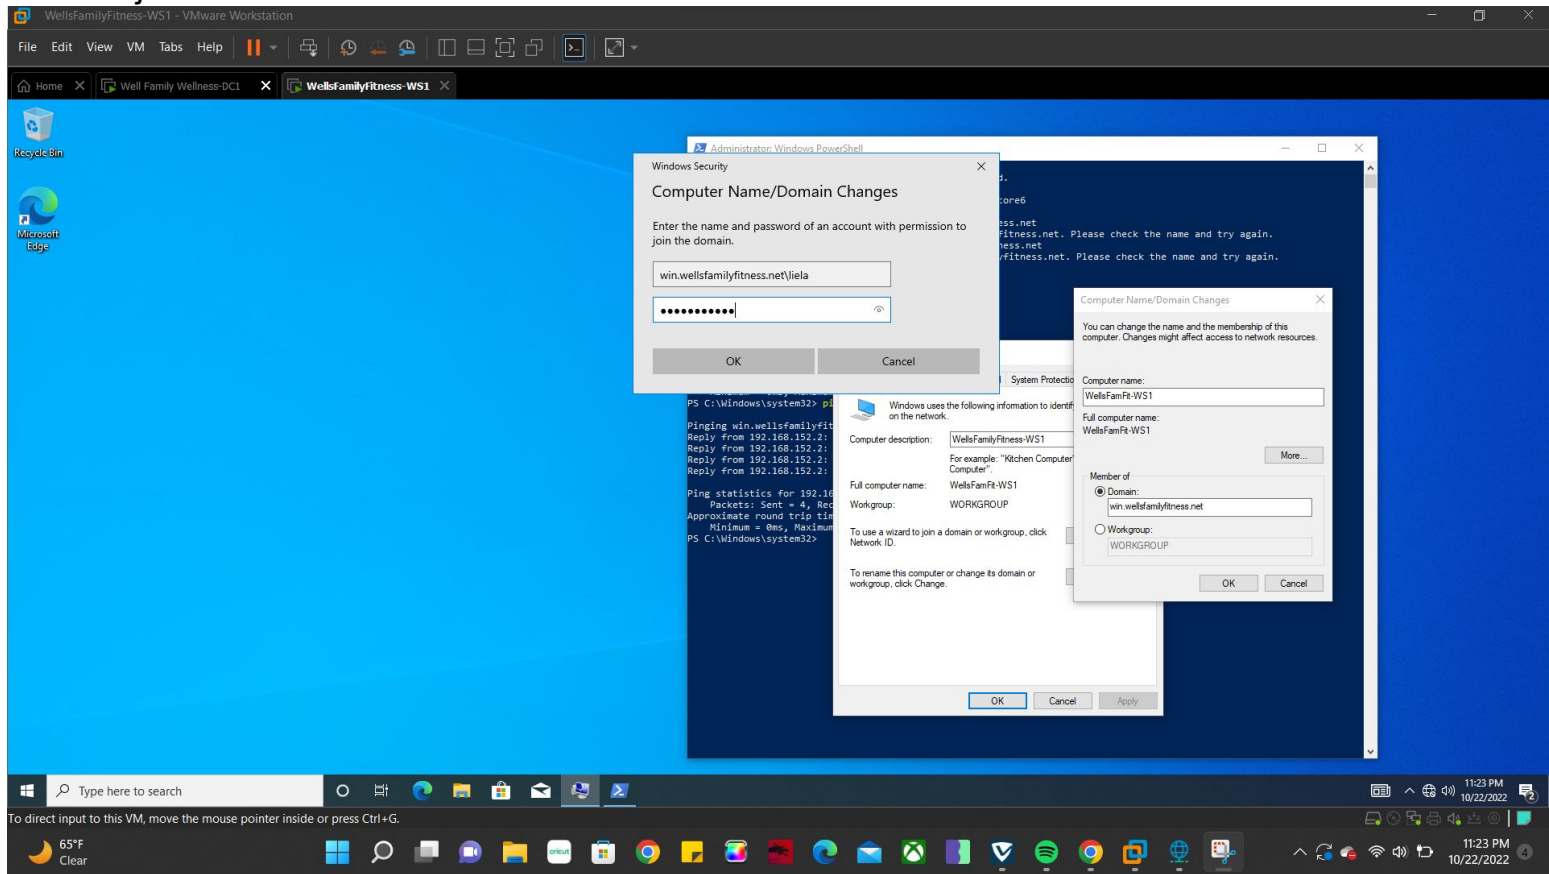 WellsFamilyFitness-WS1 - VMware Workstation
File Edit View VM Tabs Help
Home
Well Family Wellness-DC1
WellsFamilyFitness-WS1
Recycle Bin
Microsoft
Edge
Administrator: Windows PowerShell
Windows Security
Computer Name/Domain Changes
Enter the name and password of an account with permission to
join the domain.
win.wellsfamilyfitness.net\liela
OK
Cancel
ess.net
Fitness.net. Please check the name and try again.
ness.net
yfitness.net. Please check the name and try again.
PS C:\Windows\system32> pi
Pinging win.wellsfamilyfit
Reply from 192.168.152.2:
Reply from 192.168.152.2:
Reply from 192.168.152.2:
Reply from 192.168.152.2:
Ping statistics for 192.16
Packets: Sent = 4, Rec
Approximate round trip tim
Minimum = 0ms, Maximum
PS C:\Windows\system32>
System Protectio
Windows uses the following information to identify
on the network.
Computer description:
WellsFamilyFitness-WS1
For example: "Kitchen Computer"
Computer".
Full computer name:
WellsFamFit-WS1
Workgroup:
WORKGROUP
To use a wizard to join a domain or workgroup, click
Network ID.
To rename this computer or change its domain or
workgroup, click Change.
OK
Cancel
Apply
Computer Name/Domain Changes
You can change the name and the membership of this
computer. Changes might affect access to network resources.
Computer name:
WellsFamFit-WS1
Full computer name:
WellsFamFit-WS1
More...
Member of
Domain:
win.wellsfamilyfitness.net
Workgroup:
WORKGROUP
OK
Cancel
Type here to search
11:23 PM
10/22/2022
To direct input to this VM, move the mouse pointer inside or press Ctrl+G.
65°F
Clear
cricut
11:23 PM
10/22/2022